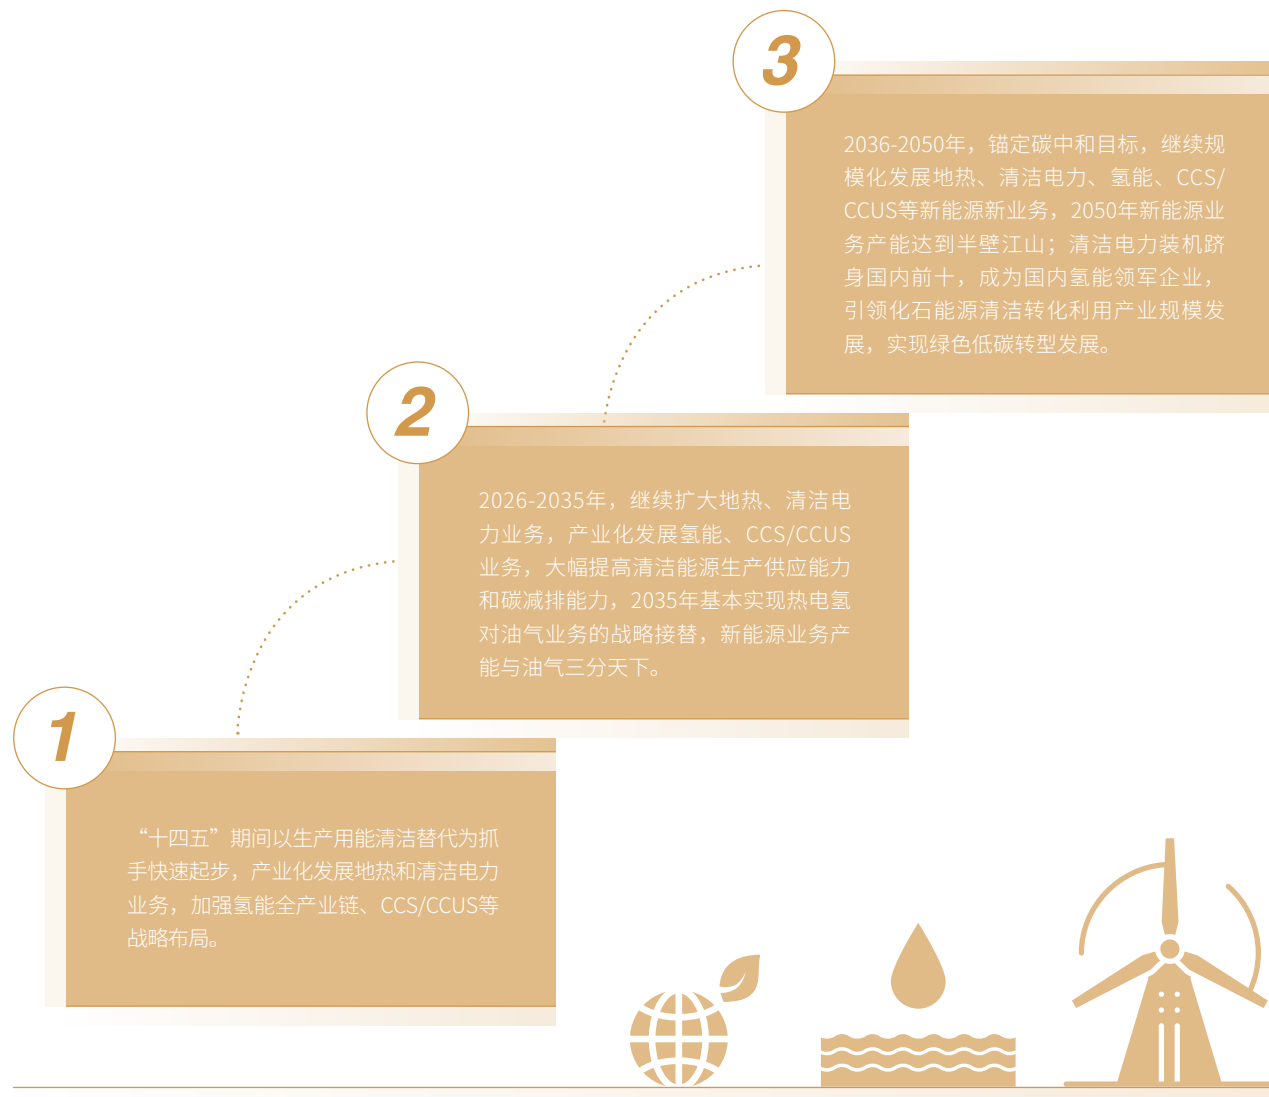 3
2036-2050年，锚定碳中和目标，继续规
模化发展地热、清洁电力、氢能、CCS/
CCUS等新能源新业务，2050年新能源业
务产能达到半壁江山；清洁电力装机跻
身国内前十，成为国内氢能领军企业，
引领化石能源清洁转化利用产业规模发
展，实现绿色低碳转型发展。
2
2026-2035年，继续扩大地热、清洁电
力业务，产业化发展氢能、CCS/CCUS
业务，大幅提高清洁能源生产供应能力
和碳减排能力，2035年基本实现热电氢
对油气业务的战略接替，新能源业务产
能与油气三分天下。
1
“十四五”期间以生产用能清洁替代为抓
手快速起步，产业化发展地热和清洁电力
业务，加强氢能全产业链、CCS/CCUS等
战略布局。